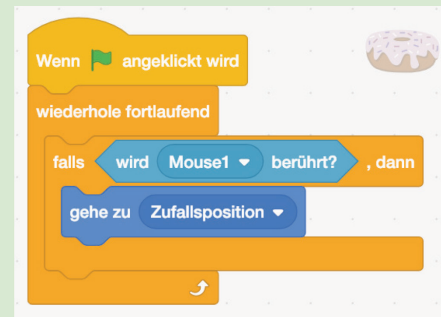 Wenn angeklickt wird
wiederhole fortlaufend
falls wird Mouse1 berührt? , dann
gehe zu Zufallsposition